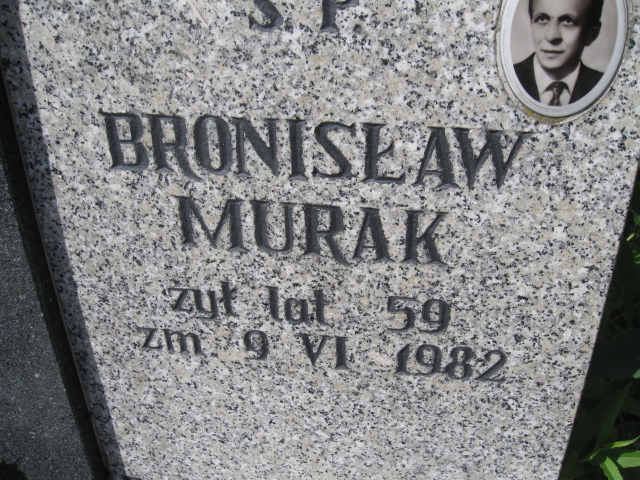 Ś P.
BRONISŁAW
MURAK
żył lat 59
zm 9 VI 1982